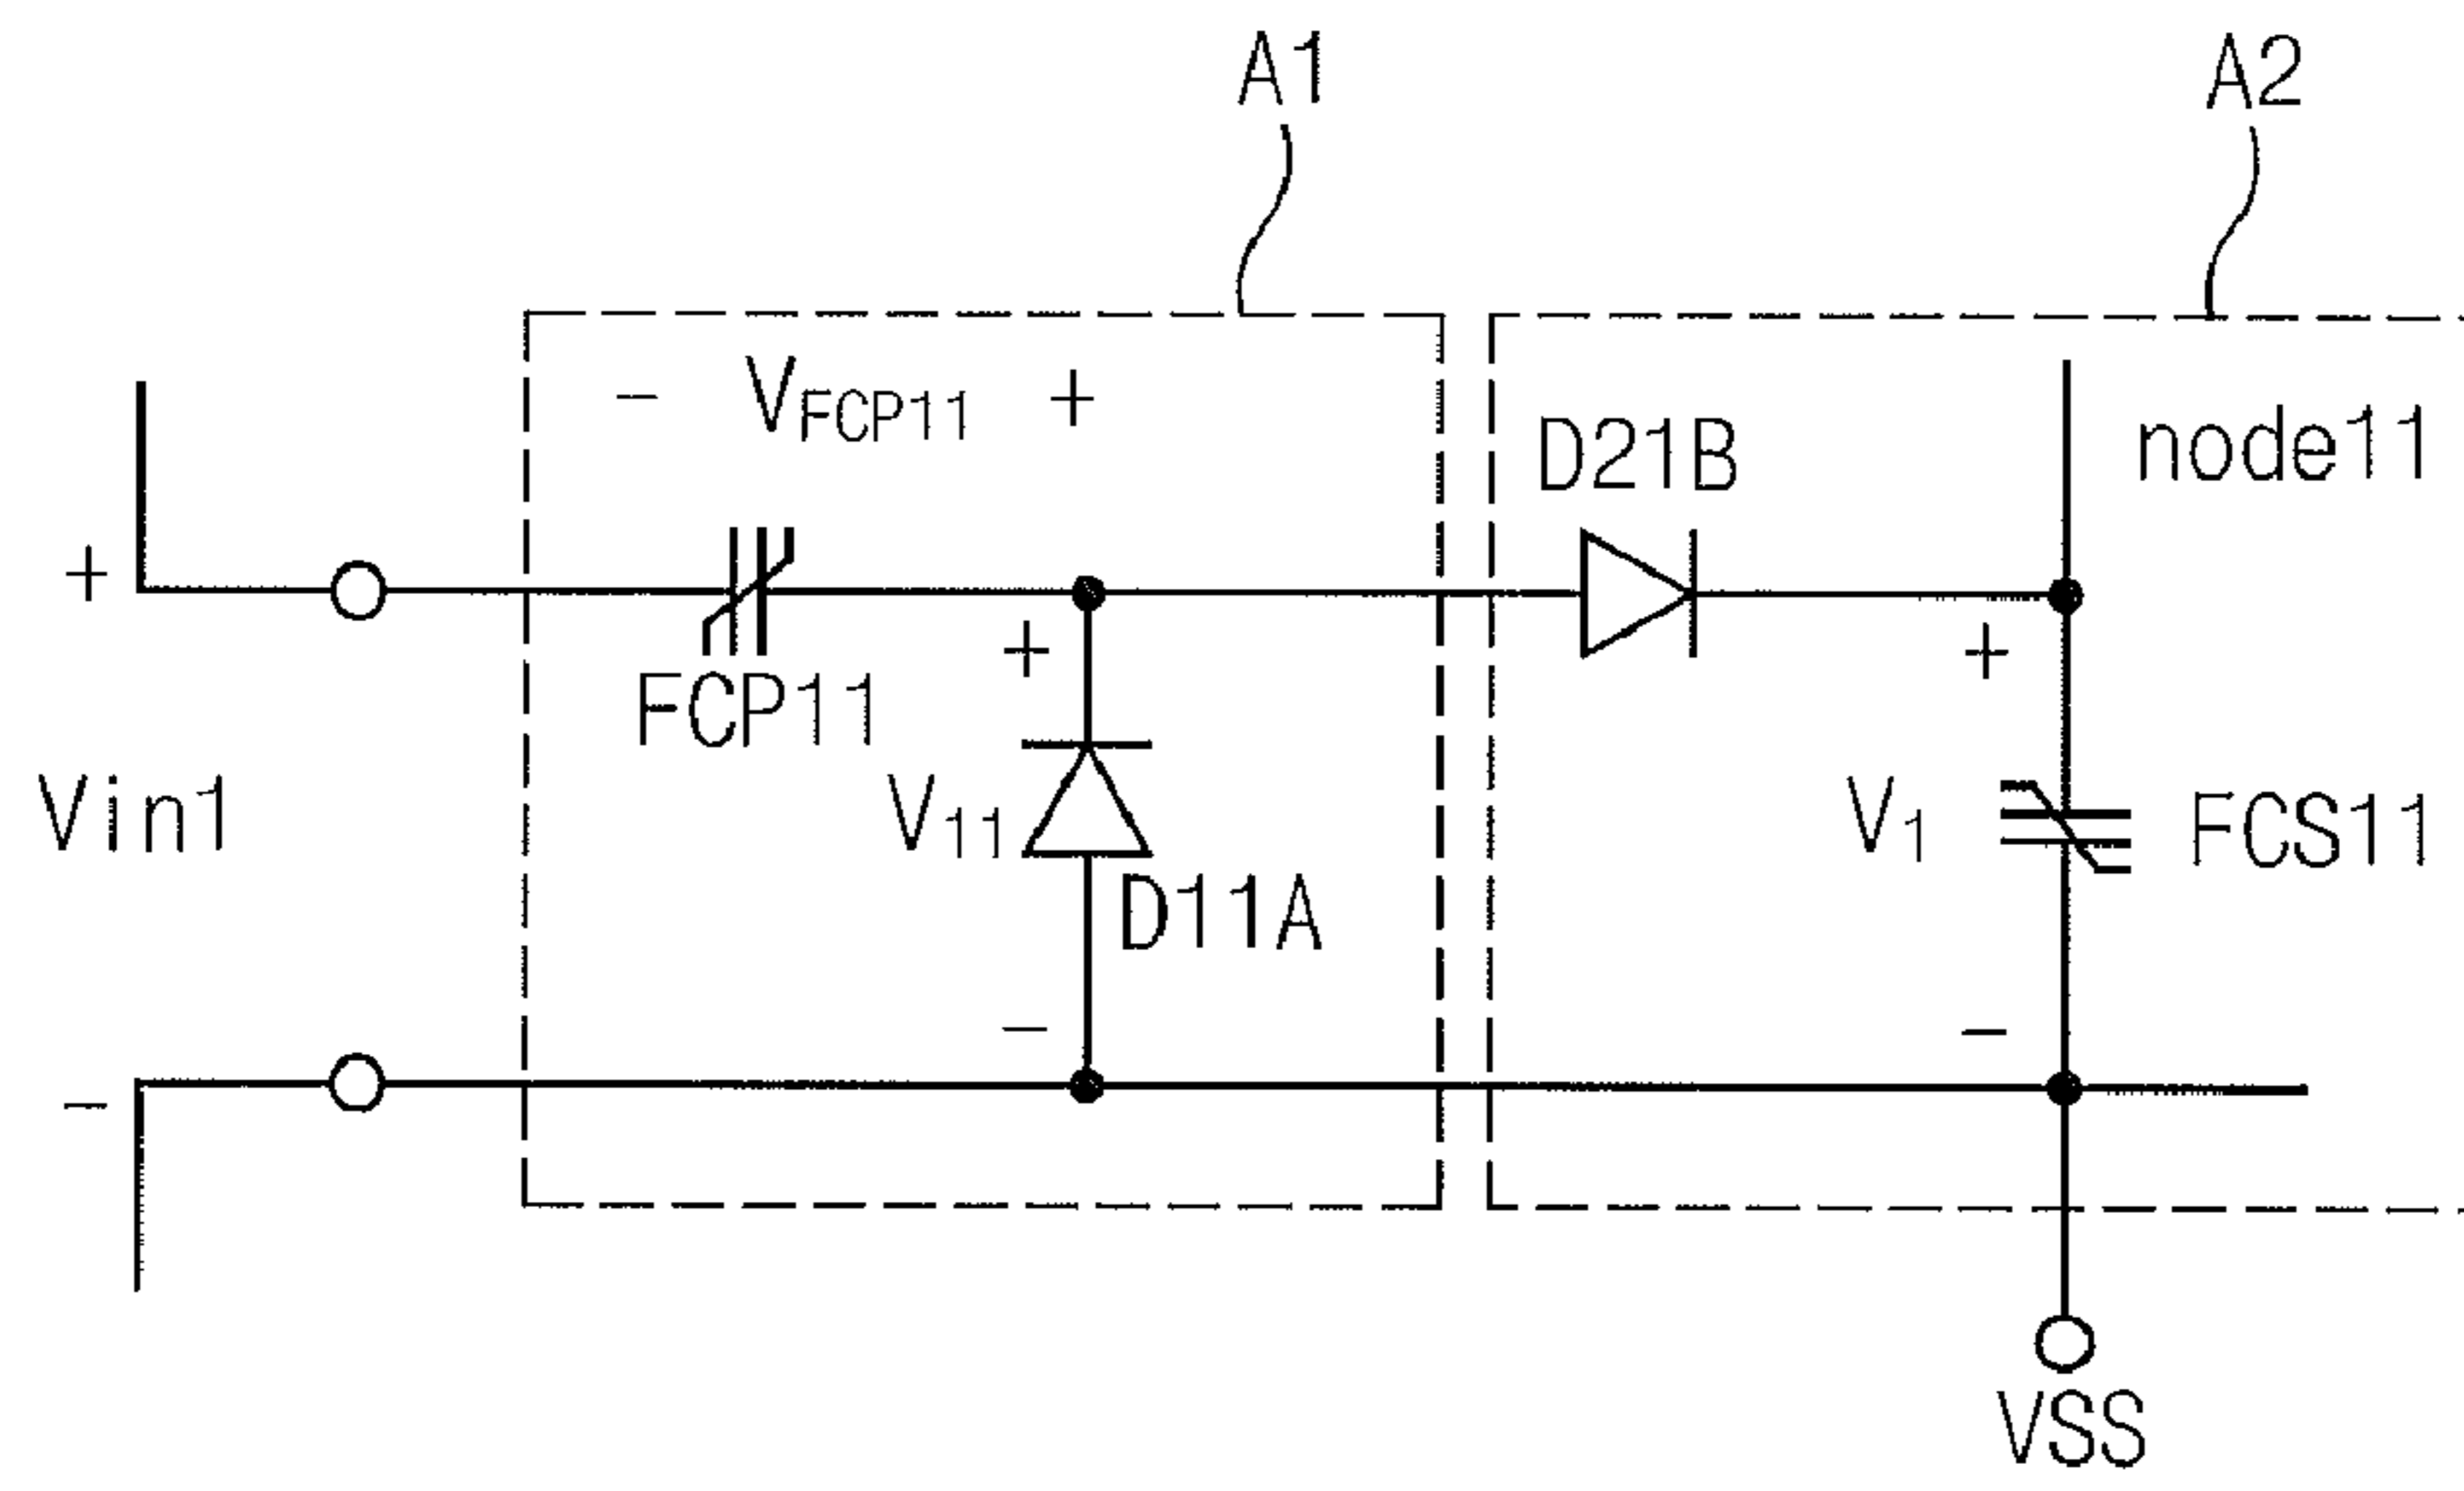 A1
A2
- VFCP11 +
D21B
node11
+
+
+
FCP11
Vin1
V11
V1
FCS11
D11A
-
-
-
VSS